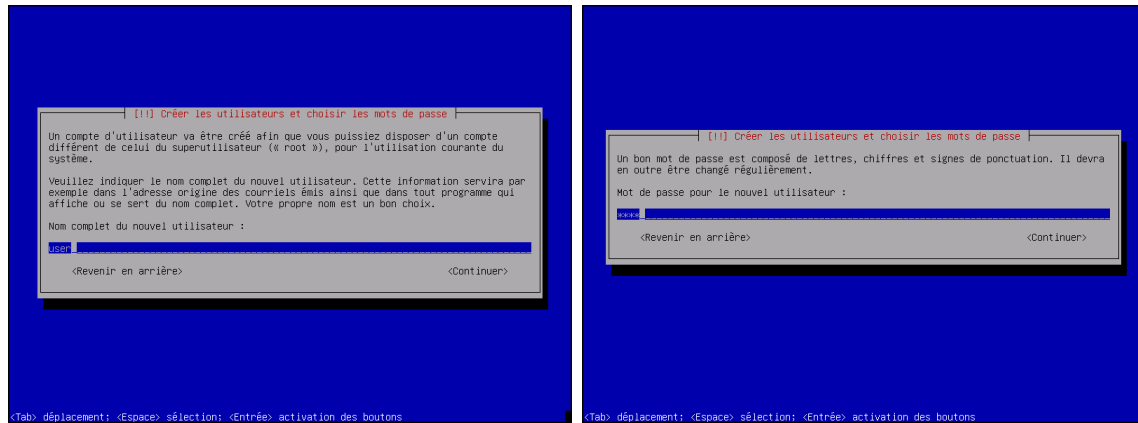 [!!] Créer les utilisateurs et choisir les mots de passe
Un compte d'utilisateur va être créé afin que vous puissiez disposer d'un compte
différent de celui du superutilisateur (« root »), pour l'utilisation courante du
système.
Veuillez indiquer le nom complet du nouvel utilisateur. Cette information servira par
exemple dans l'adresse origine des courriels émis ainsi que dans tout programme qui
affiche ou se sert du nom complet. Votre propre nom est un bon choix.
Nom complet du nouvel utilisateur :
user
<Revenir en arrière> <Continuer>
<Tab> déplacement; <Espace> sélection; <Entrée> activation des boutons
[!!] Créer les utilisateurs et choisir les mots de passe
Un bon mot de passe est composé de lettres, chiffres et signes de ponctuation. Il devra
en outre être changé régulièrement.
Mot de passe pour le nouvel utilisateur :
****
<Revenir en arrière> <Continuer>
<Tab> déplacement; <Espace> sélection; <Entrée> activation des boutons